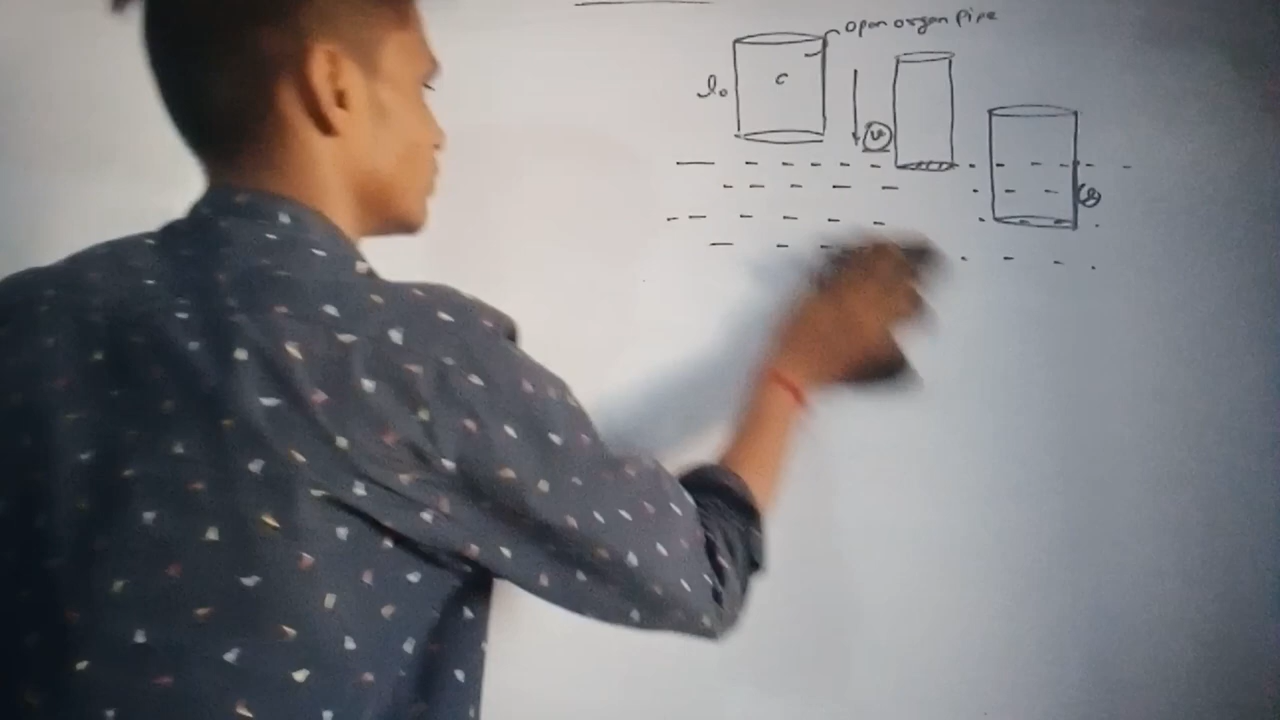 open organ pipe
l₀
c
v